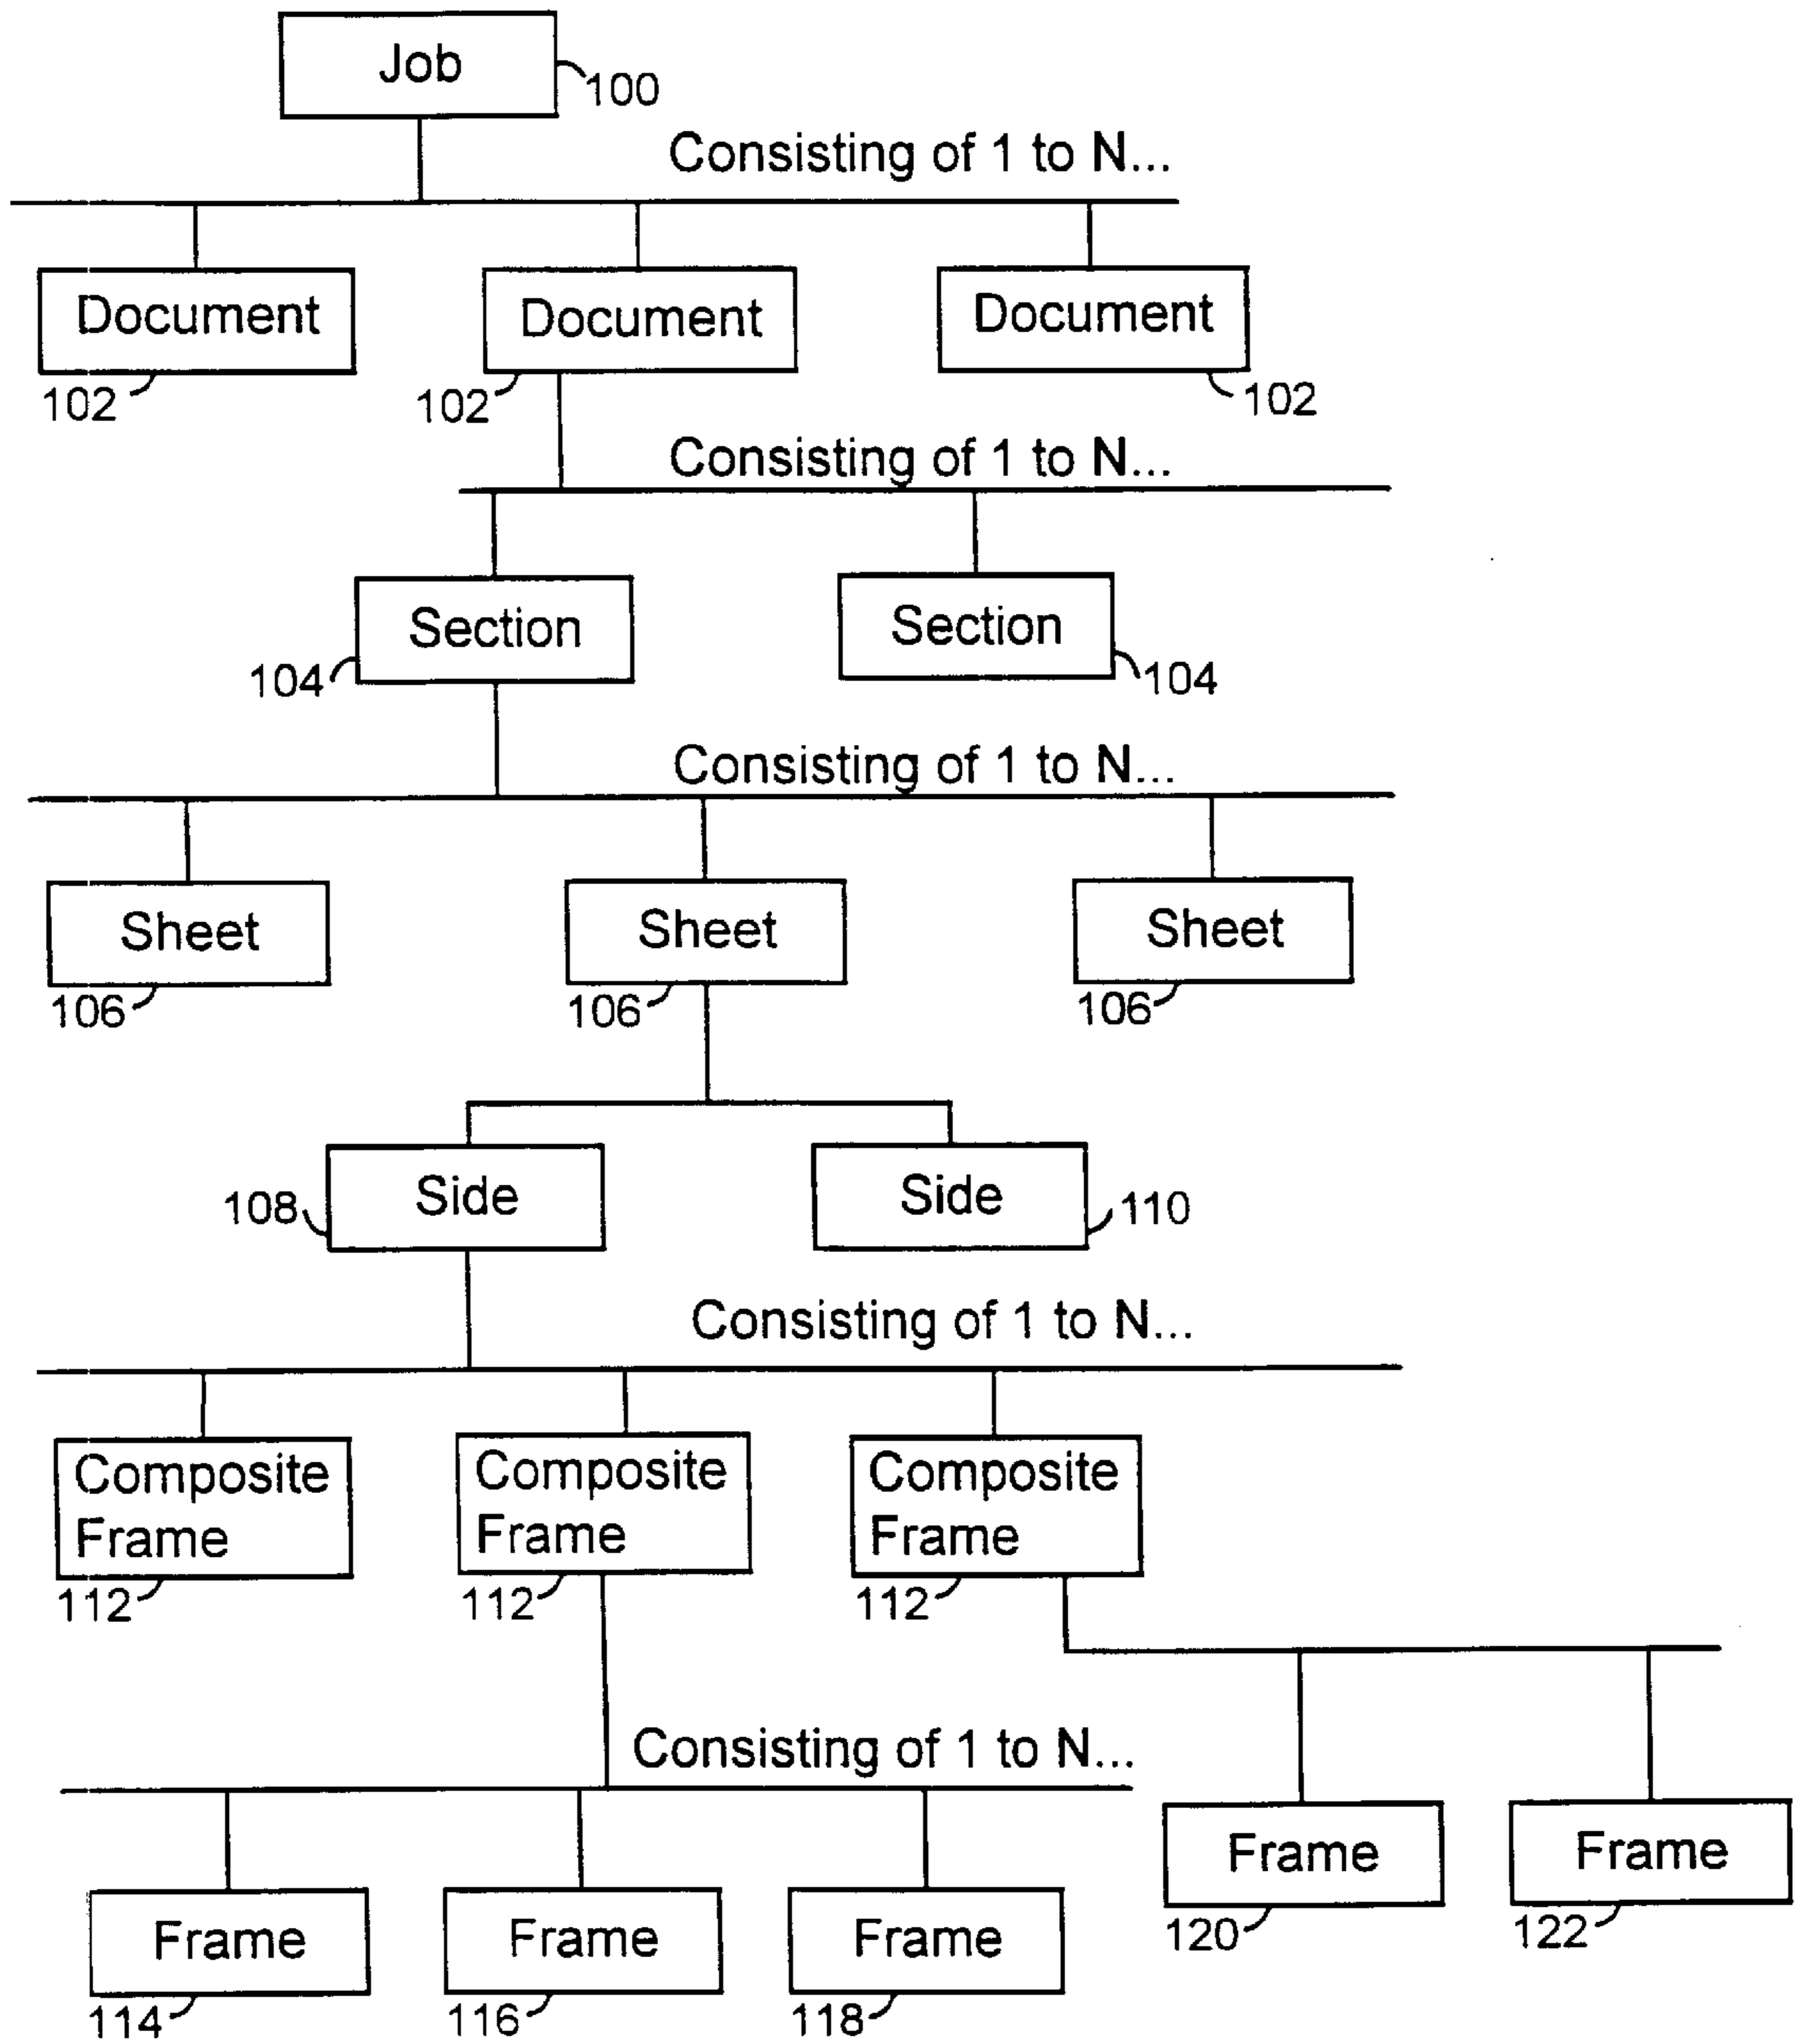 Job
100
Consisting of 1 to N...
Document
Document
Document
102
102
102
Consisting of 1 to N...
Section
Section
104
104
Consisting of 1 to N...
Sheet
Sheet
Sheet
106
106
106
Side
Side
108
110
Consisting of 1 to N...
Composite
Frame
Composite
Frame
Composite
Frame
112
112
112
Consisting of 1 to N...
Frame
Frame
120
122
Frame
Frame
Frame
114
116
118